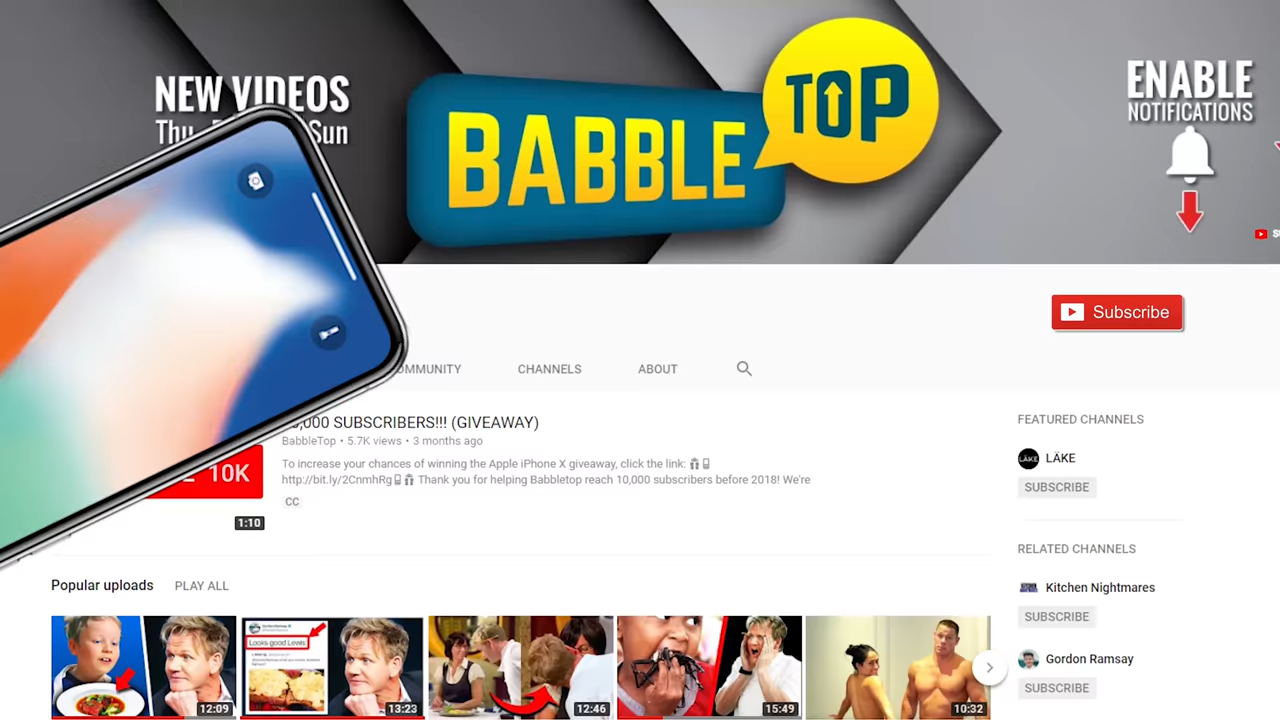 NEW VIDEOS
Thu
Sun
BABBLE
TOP
ENABLE
NOTIFICATIONS
Subscribe
OMMUNITY
CHANNELS
ABOUT
,000 SUBSCRIBERS!!! (GIVEAWAY)
BabbleTop • 5.7K views • 3 months ago
To increase your chances of winning the Apple iPhone X giveaway, click the link:
http://bit.ly/2CnmhRg Thank you for helping Babbletop reach 10,000 subscribers before 2018! We're
CC
10K
1:10
FEATURED CHANNELS
LÄKE
SUBSCRIBE
RELATED CHANNELS
Kitchen Nightmares
SUBSCRIBE
Gordon Ramsay
SUBSCRIBE
Popular uploads
PLAY ALL
Looks good Lewis
12:09
13:23
12:46
15:49
10:32